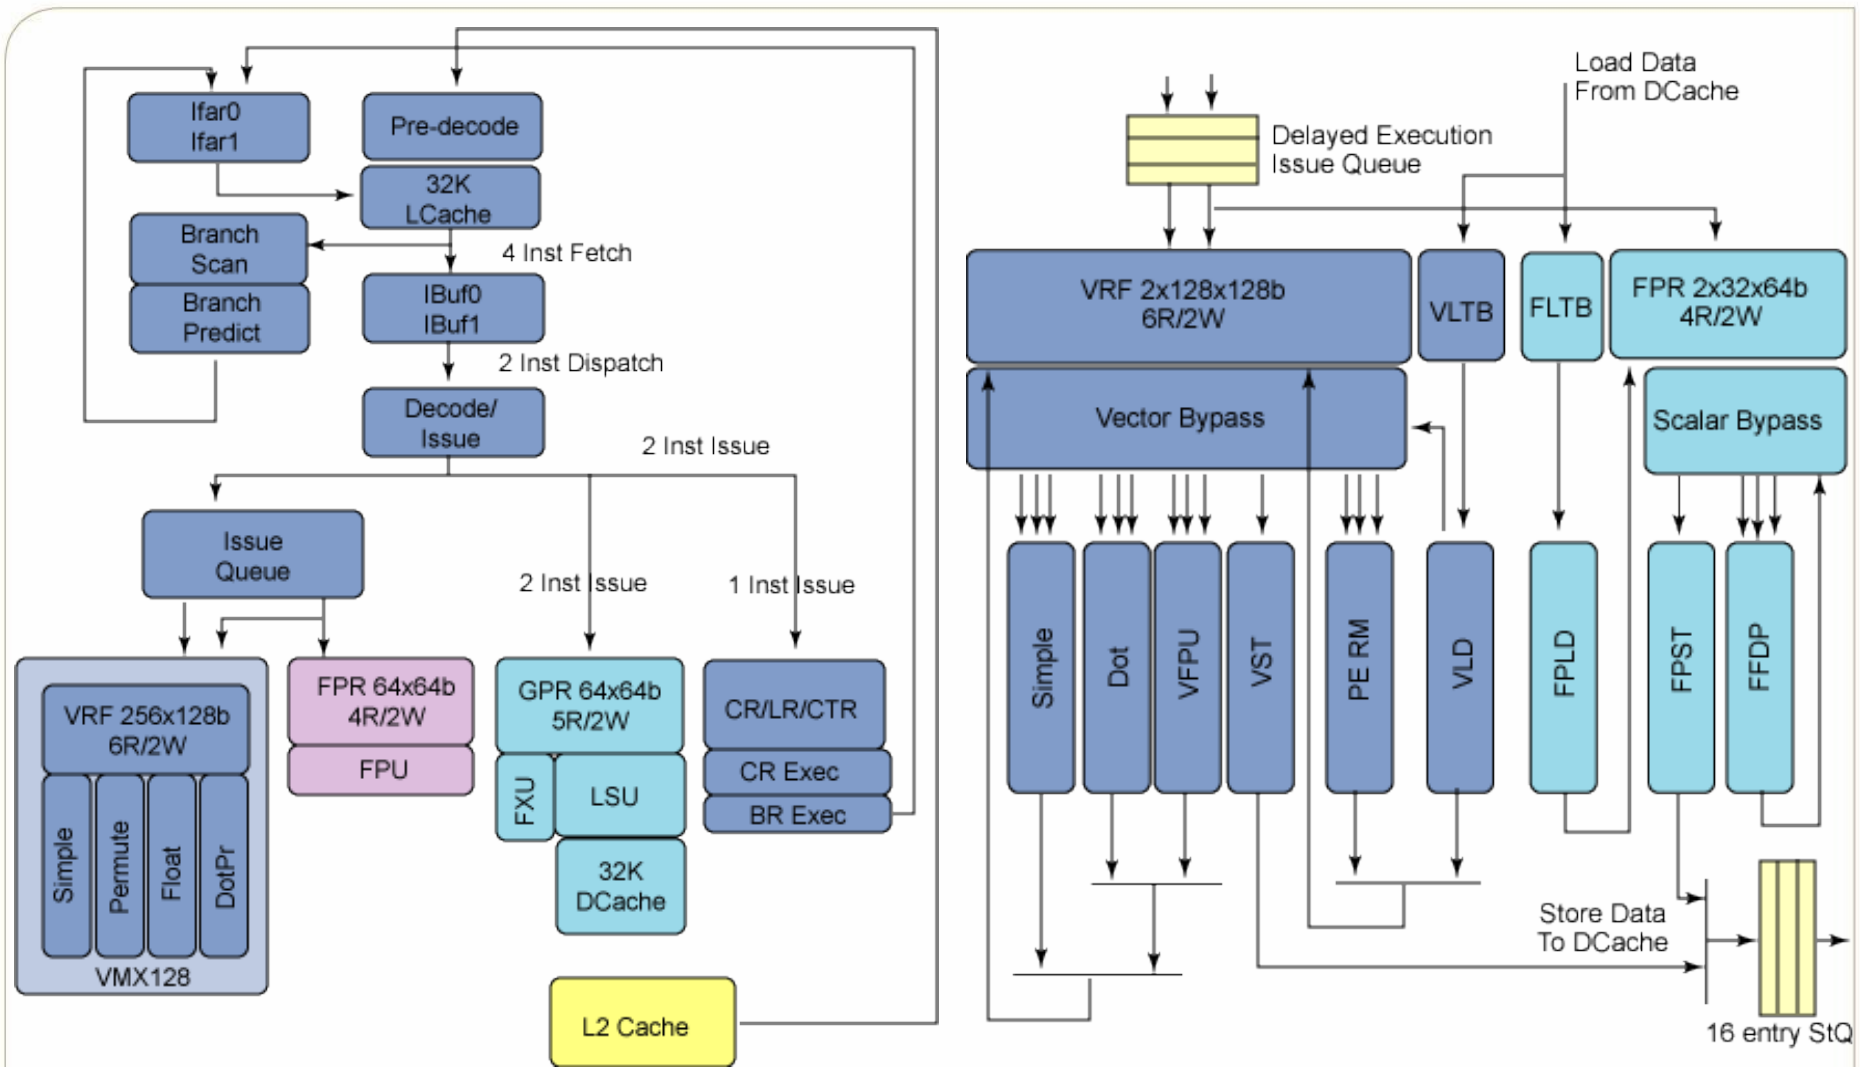 Ifar0
Ifar1
Pre-decode
32K
LCache
Branch
Scan
4 Inst Fetch
Branch
Predict
IBuf0
IBuf1
2 Inst Dispatch
Decode/
Issue
2 Inst Issue
Issue
Queue
2 Inst Issue
1 Inst Issue
VRF 256x128b
6R/2W
Simple
Permute
Float
DotPr
VMX128
FPR 64x64b
4R/2W
FPU
GPR 64x64b
5R/2W
FXU
LSU
32K
DCache
CR/LR/CTR
CR Exec
BR Exec
L2 Cache
Load Data
From DCache
Delayed Execution
Issue Queue
VRF 2x128x128b
6R/2W
VLTB
FLTB
FPR 2x32x64b
4R/2W
Vector Bypass
Scalar Bypass
Simple
Dot
VFPU
VST
PE RM
VLD
FPLD
FPST
FFDP
Store Data
To DCache
16 entry StQ